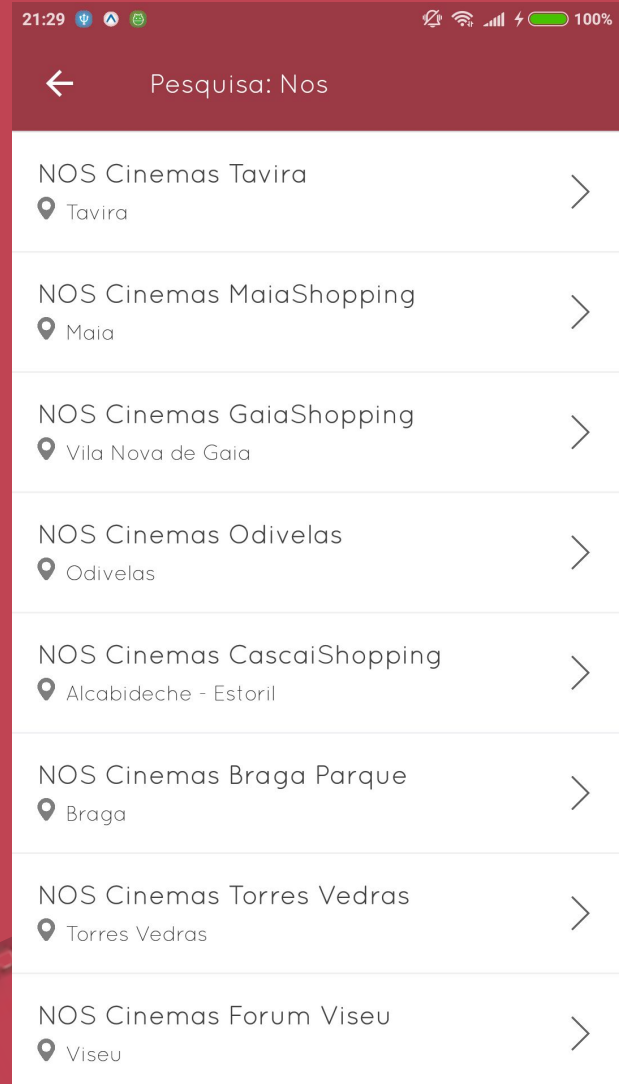 21:29 100%
Pesquisa: Nos
NOS Cinemas Tavira
Tavira
NOS Cinemas MaiaShopping
Maia
NOS Cinemas GaiaShopping
Vila Nova de Gaia
NOS Cinemas Odivelas
Odivelas
NOS Cinemas CascaiShopping
Alcabideche - Estoril
NOS Cinemas Braga Parque
Braga
NOS Cinemas Torres Vedras
Torres Vedras
NOS Cinemas Forum Viseu
Viseu